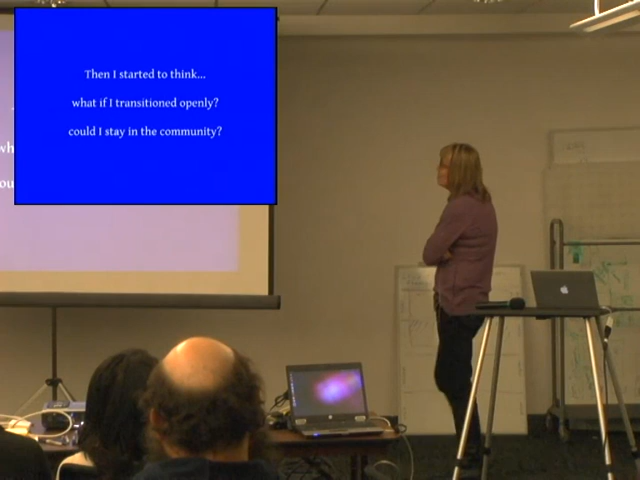 Then I started to think...
what if I transitioned openly?
could I stay in the community?